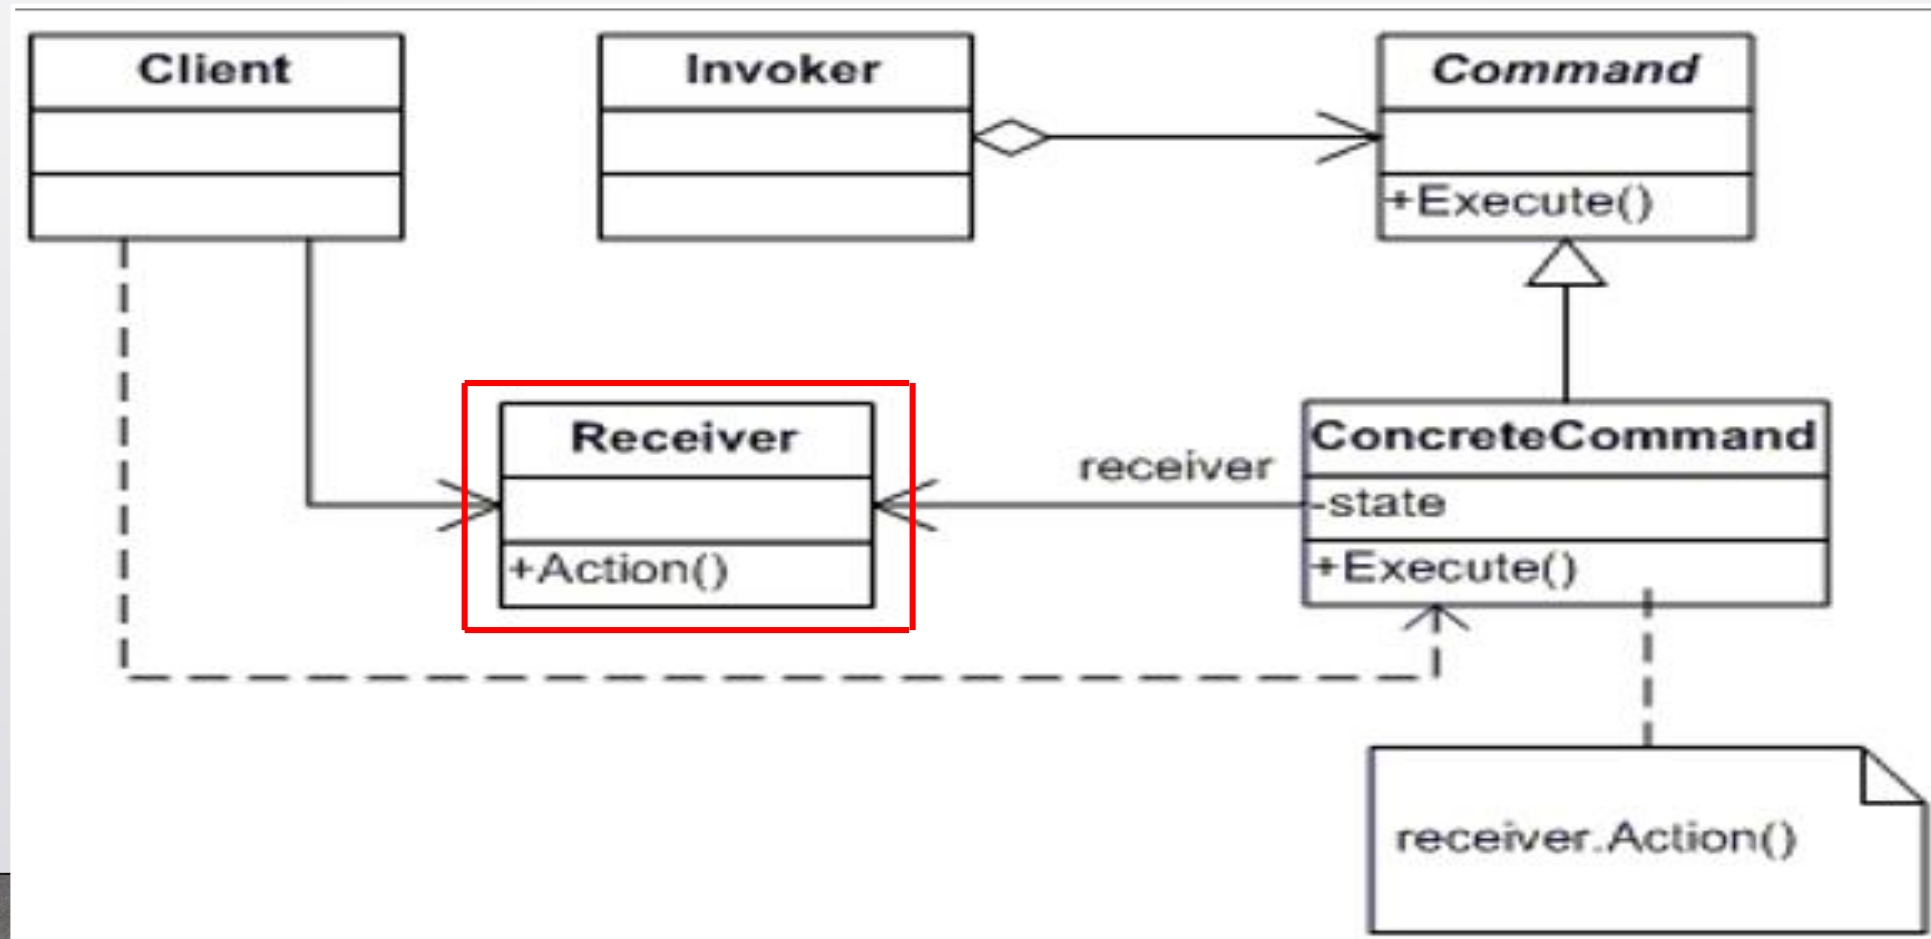 Client
Invoker
Command
+Execute()
Receiver
+Action()
receiver
ConcreteCommand
-state
+Execute()
receiver.Action()